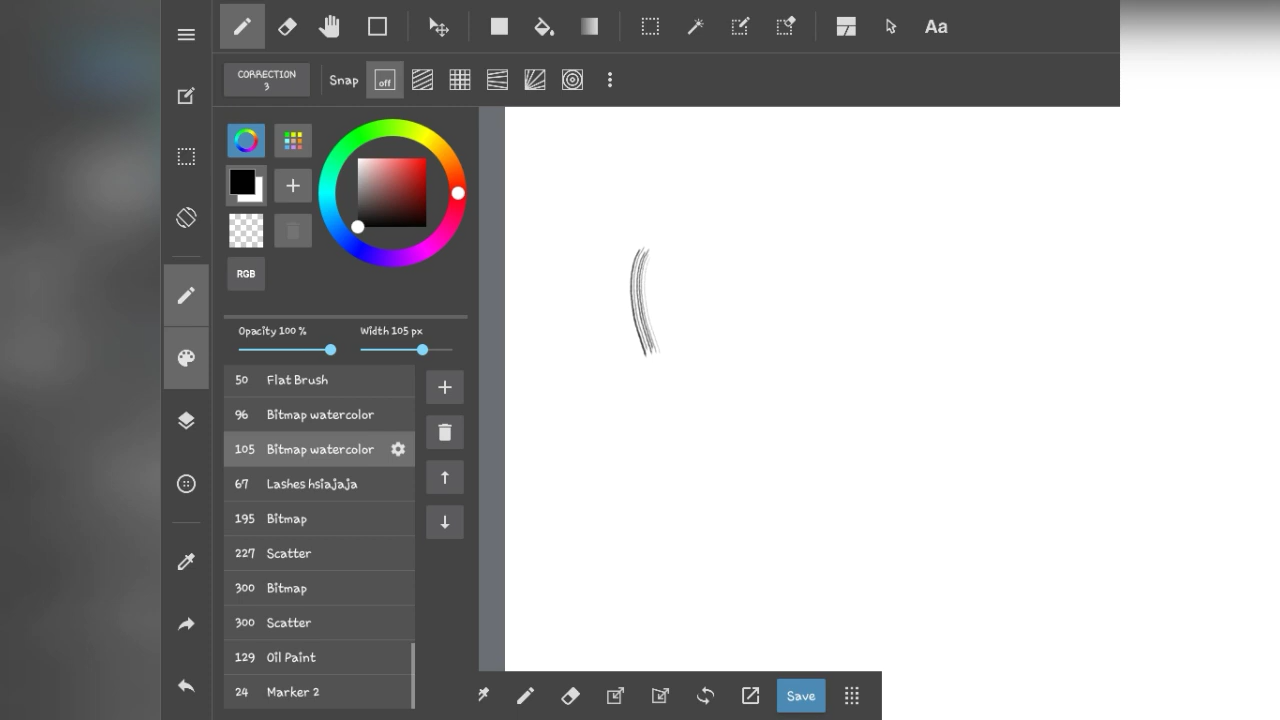 Aa
CORRECTION
3
Snap
off
RGB
Opacity 100 %
Width 105 px
50 Flat Brush
96 Bitmap watercolor
105 Bitmap watercolor
67 Lashes hsiajaja
195 Bitmap
227 Scatter
300 Bitmap
300 Scatter
129 Oil Paint
24 Marker 2
Save